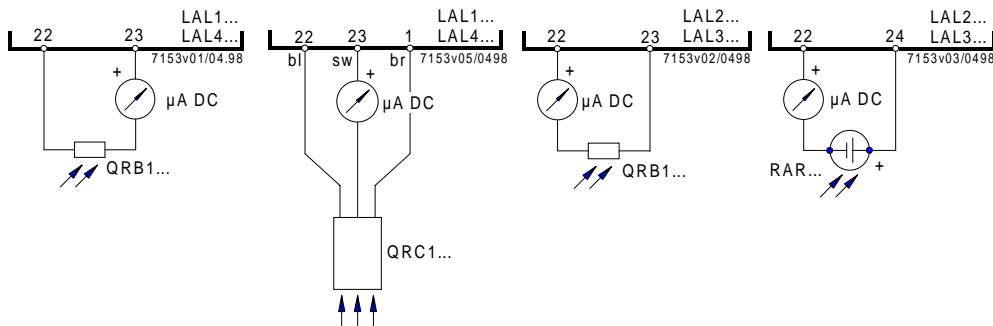 LAL1...
22 23 LAL4...
7153v01/04.98
+
µA DC
QRB1...
LAL1...
22 23 1 LAL4...
bl sw br 7153v05/0498
+
µA DC
QRC1...
LAL2...
22 23 LAL3...
7153v02/0498
+
µA DC
QRB1...
LAL2...
22 24 LAL3...
7153v03/0498
+
µA DC
RAR... +